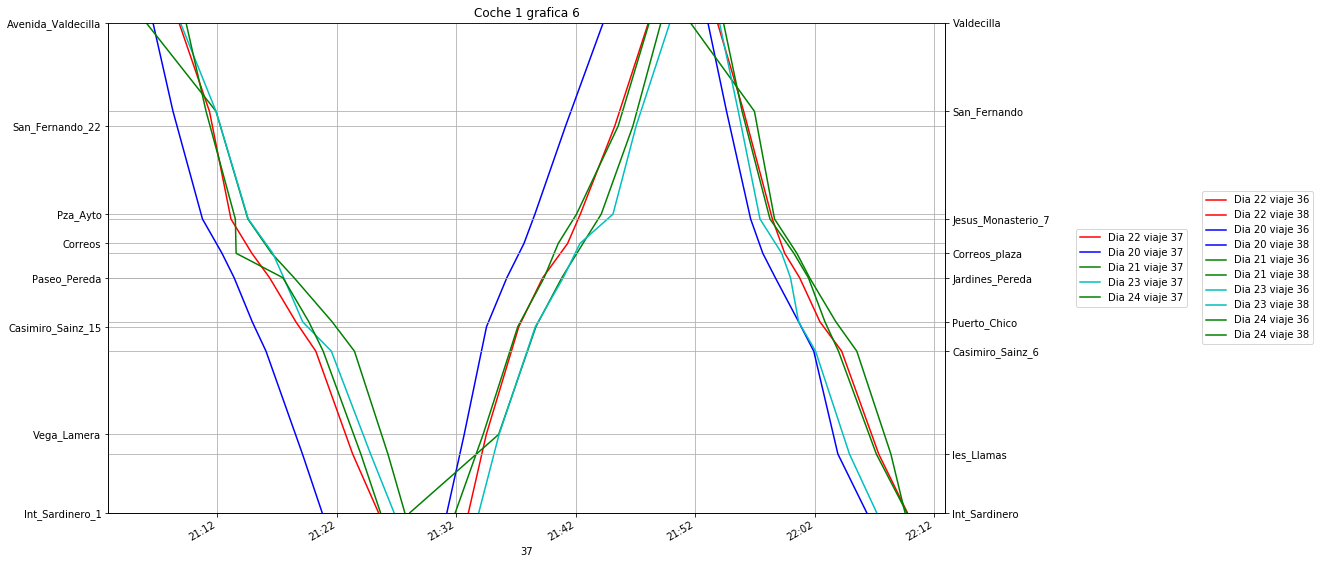 Coche 1 grafica 6
Avenida_Valdecilla
San_Fernando_22
Pza_Ayto
Correos
Paseo_Pereda
Casimiro_Sainz_15
Vega_Lamera
Int_Sardinero_1
Valdecilla
San_Fernando
Jesus_Monasterio_7
Correos_plaza
Jardines_Pereda
Puerto_Chico
Casimiro_Sainz_6
Ies_Llamas
Int_Sardinero
21:12
21:22
21:32
21:42
21:52
22:02
22:12
37
Dia 22 viaje 37
Dia 20 viaje 37
Dia 21 viaje 37
Dia 23 viaje 37
Dia 24 viaje 37
Dia 22 viaje 36
Dia 22 viaje 38
Dia 20 viaje 36
Dia 20 viaje 38
Dia 21 viaje 36
Dia 21 viaje 38
Dia 23 viaje 36
Dia 23 viaje 38
Dia 24 viaje 36
Dia 24 viaje 38